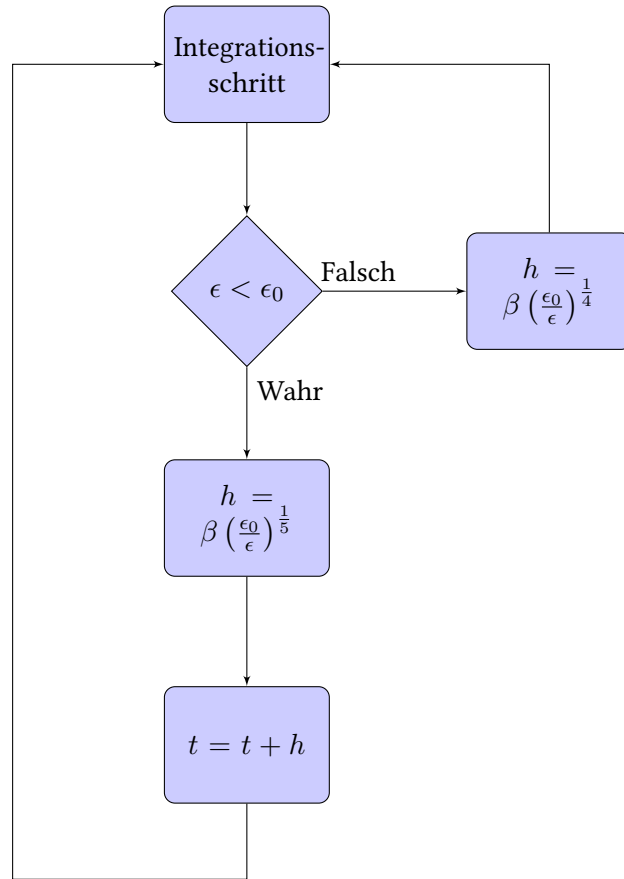 Integrations-
schritt
ϵ < ϵ₀
Falsch
h =
β (ϵ₀/ϵ)^{1/4}
Wahr
h =
β (ϵ₀/ϵ)^{1/5}
t = t + h